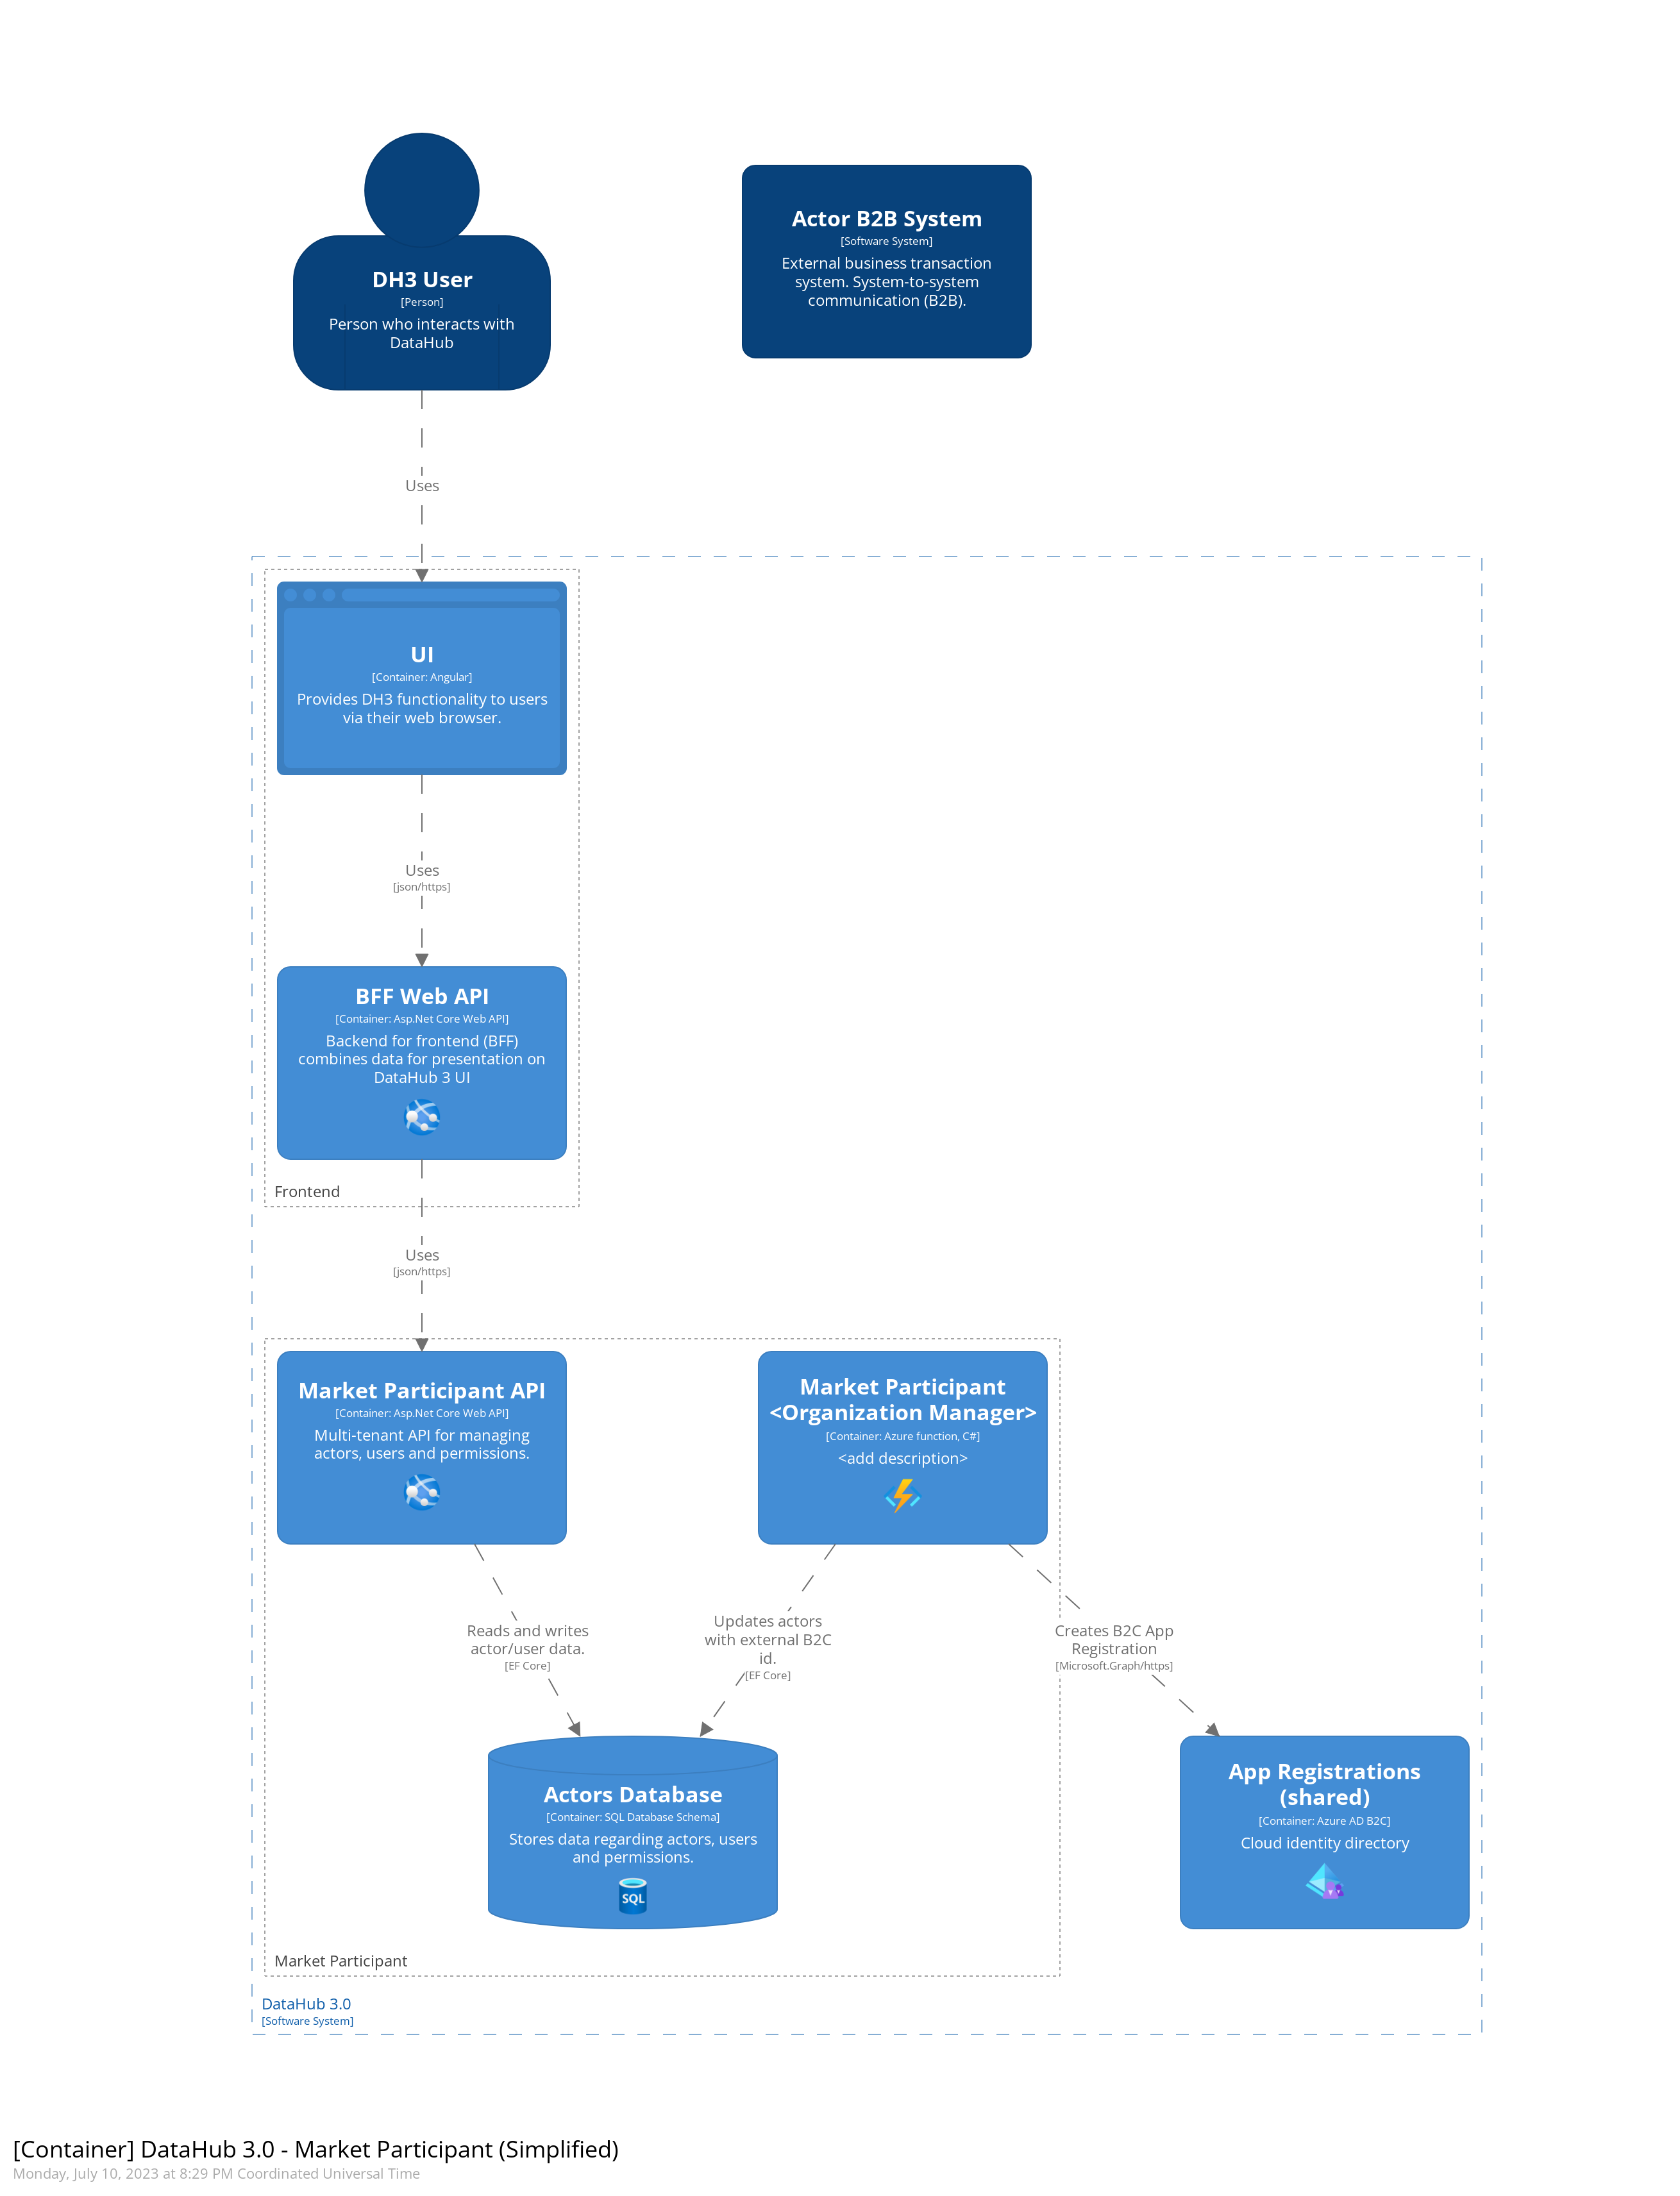 DH3 User
[Person]
Person who interacts with
DataHub
Actor B2B System
[Software System]
External business transaction
system. System-to-system
communication (B2B).
Uses
UI
[Container: Angular]
Provides DH3 functionality to users
via their web browser.
Uses
[json/https]
BFF Web API
[Container: Asp.Net Core Web API]
Backend for frontend (BFF)
combines data for presentation on
DataHub 3 UI
Frontend
Uses
[json/https]
Market Participant API
[Container: Asp.Net Core Web API]
Multi-tenant API for managing
actors, users and permissions.
Market Participant
<Organization Manager>
[Container: Azure function, C#]
<add description>
Reads and writes
actor/user data.
[EF Core]
Updates actors
with external B2C
id.
[EF Core]
Creates B2C App
Registration
[Microsoft.Graph/https]
Actors Database
[Container: SQL Database Schema]
Stores data regarding actors, users
and permissions.
SQL
App Registrations
(shared)
[Container: Azure AD B2C]
Cloud identity directory
Market Participant
DataHub 3.0
[Software System]
[Container] DataHub 3.0 - Market Participant (Simplified)
Monday, July 10, 2023 at 8:29 PM Coordinated Universal Time